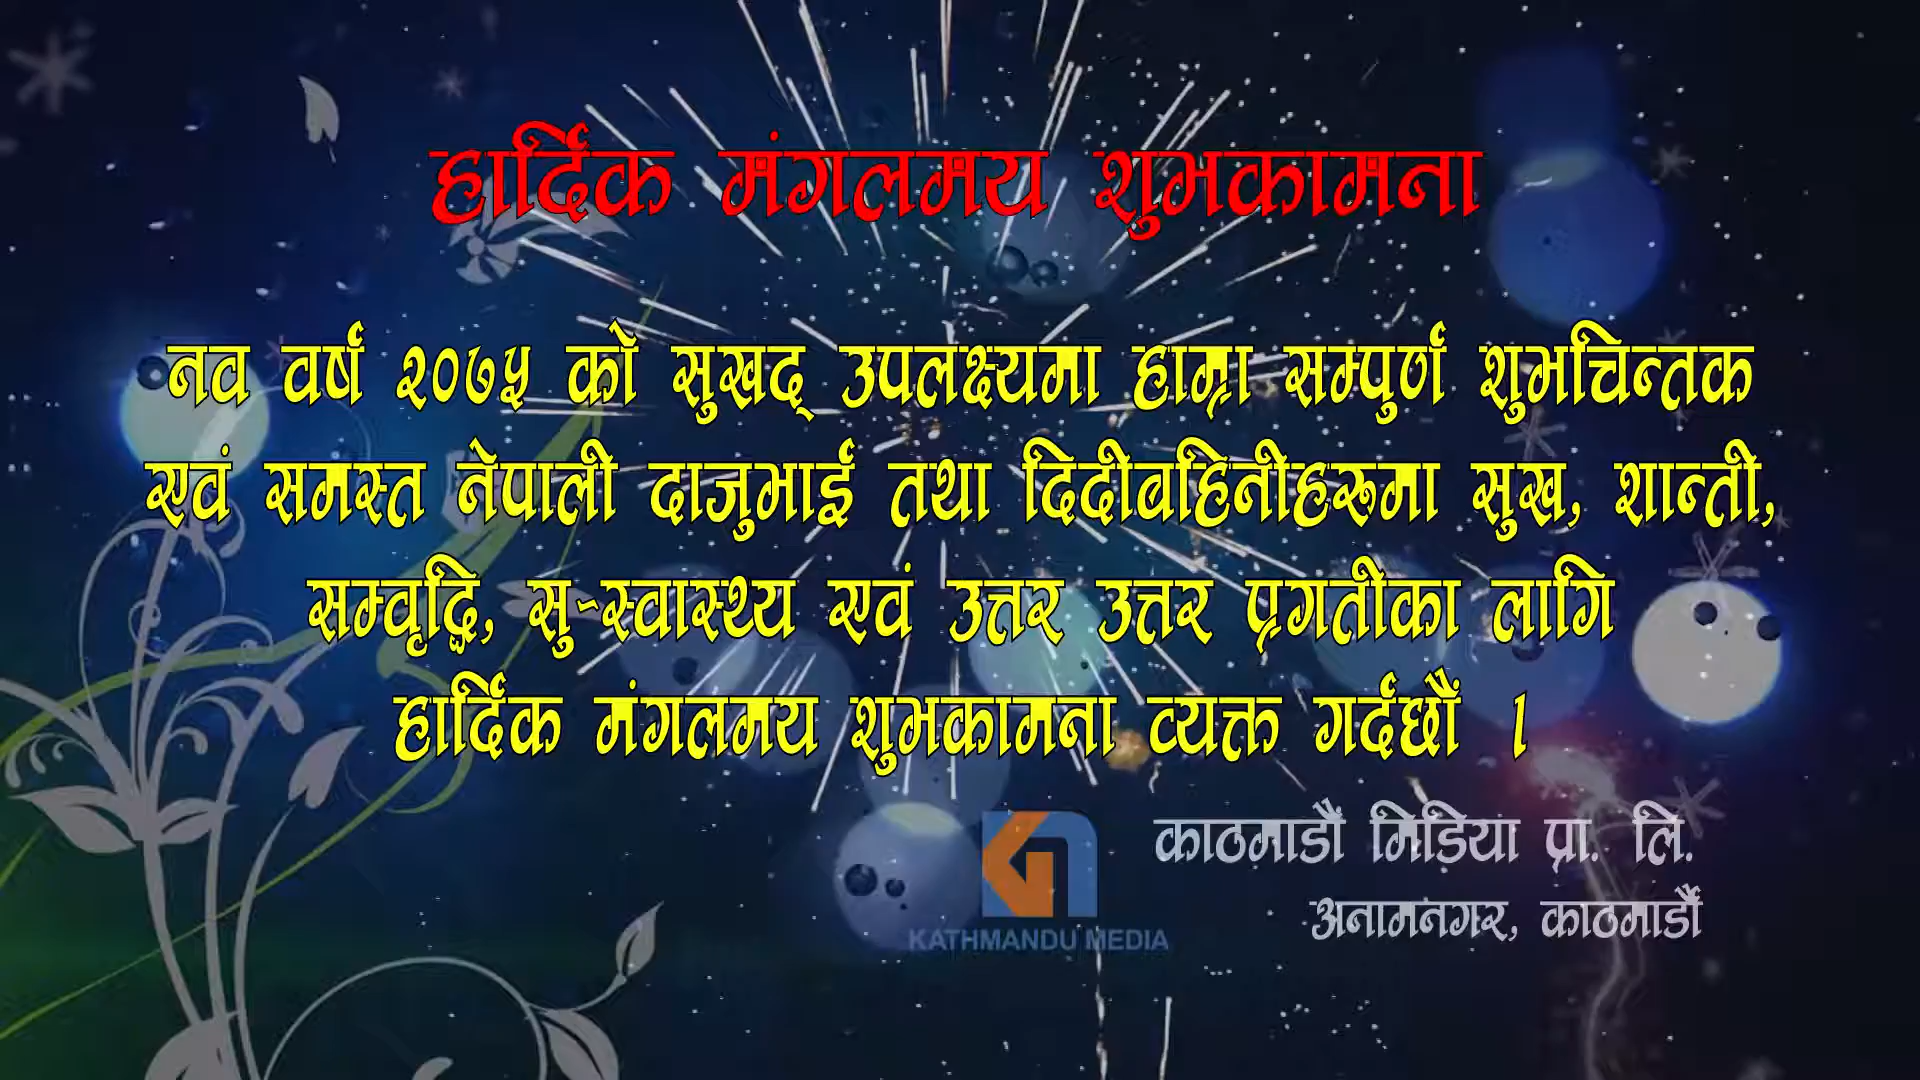 हार्दिक मंगलमय शुभकामना
नव वर्ष २०७५ को सुखद् उपलक्ष्यमा हाम्रा सम्पुर्ण शुभचिन्तक
एवं समस्त नेपाली दाजुभाई तथा दिदीबहिनीहरूमा सुख, शान्ती,
सम्वृद्धि, सु-स्वास्थ्य एवं उत्तर उत्तर प्रगतीका लागि
हार्दिक मंगलमय शुभकामना व्यक्त गर्दछौं ।
काठमाडौं मिडिया प्रा. लि.
अनामनगर, काठमाडौं
KATHMANDU MEDIA